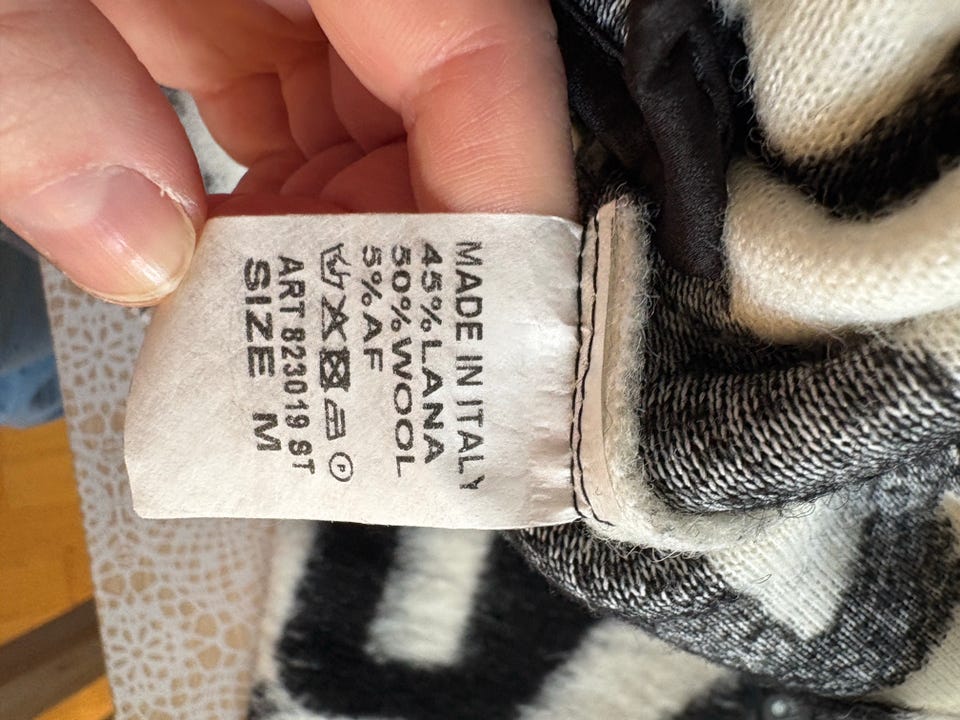 MADE IN ITALY
45%LANA
50%WOOL
5%AF
P
ART 823019 ST
SIZE M